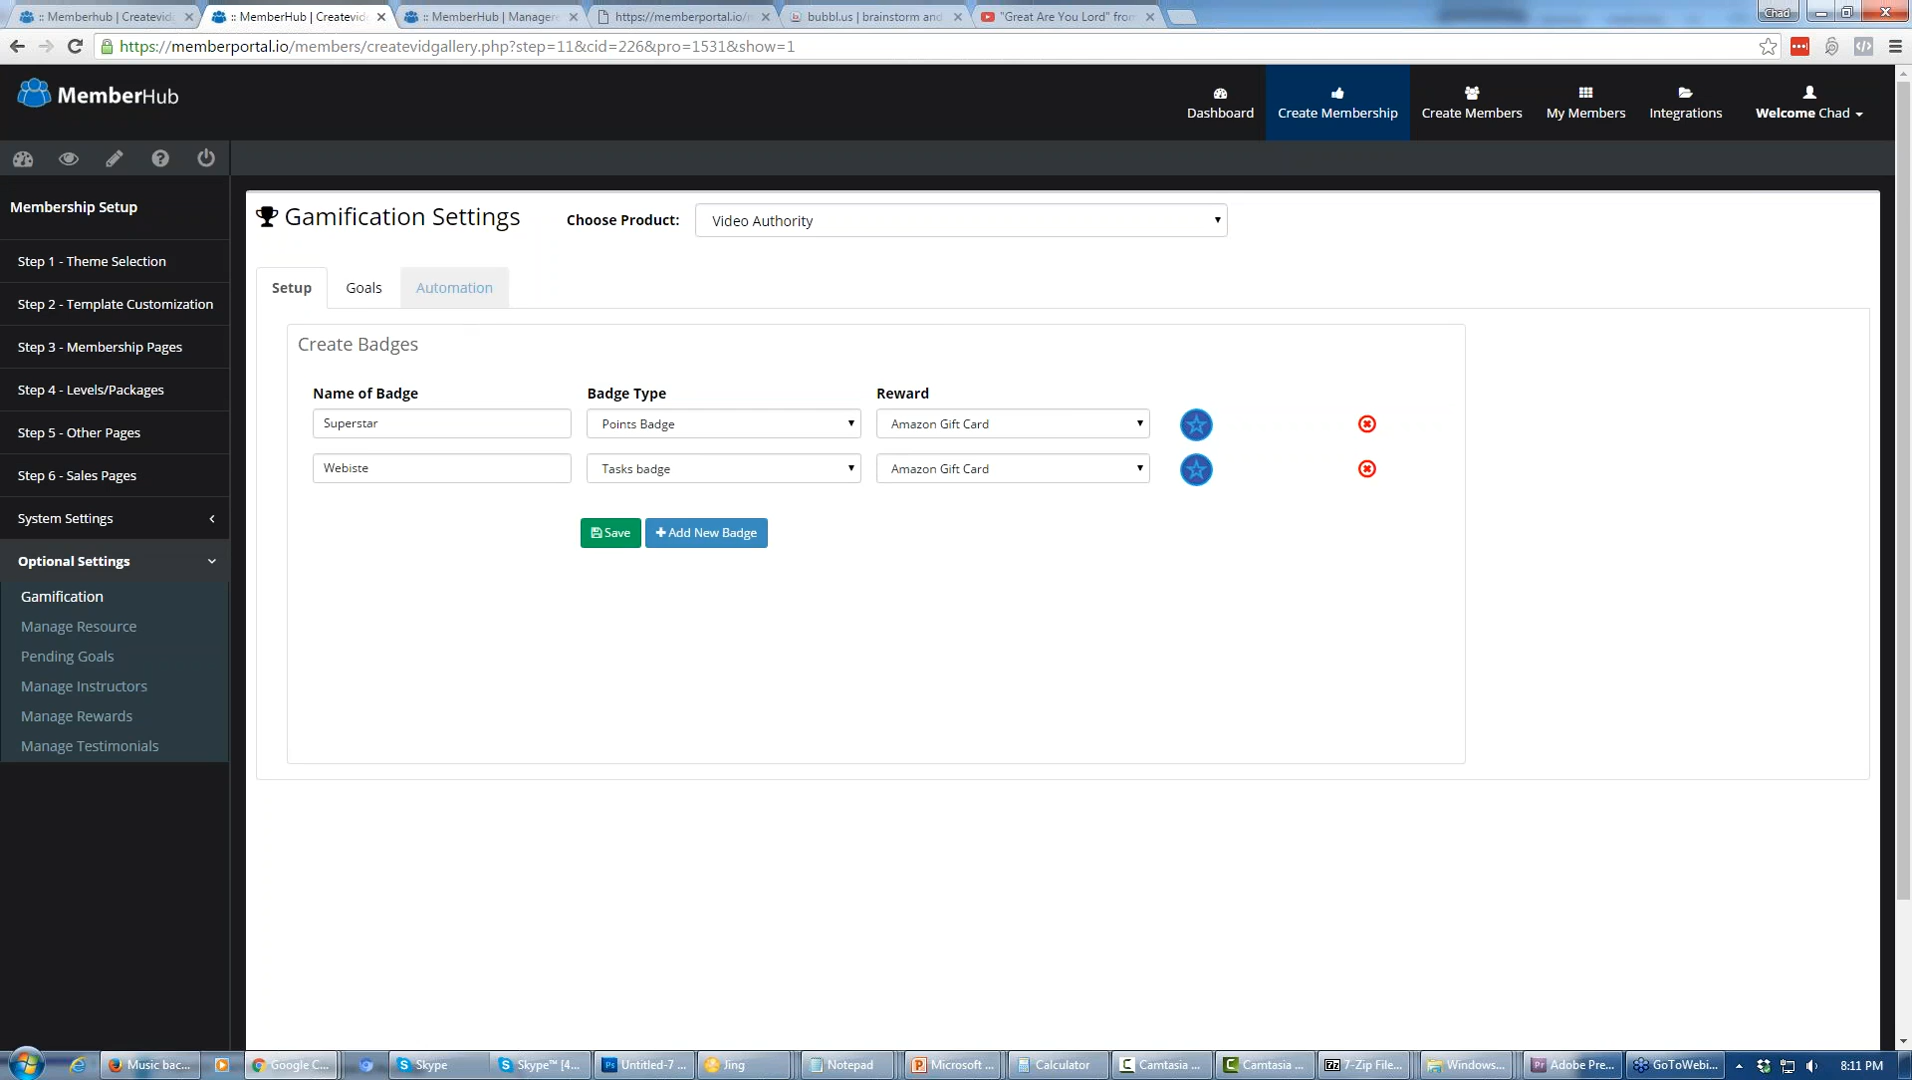 :: MemberHub | Createvid
:: MemberHub | Createvid
:: MemberHub | Manager
https://memberportal.io/
bubbl.us | brainstorm and
"Great Are You Lord" from
Chad
https://memberportal.io/members/createvidgallery.php?step=11&cid=226&pro=1531&show=1
MemberHub
Dashboard
Create Membership
Create Members
My Members
Integrations
Welcome Chad
Membership Setup
Step 1 - Theme Selection
Step 2 - Template Customization
Step 3 - Membership Pages
Step 4 - Levels/Packages
Step 5 - Other Pages
Step 6 - Sales Pages
System Settings
Optional Settings
Gamification
Manage Resource
Pending Goals
Manage Instructors
Manage Rewards
Manage Testimonials
Gamification Settings
Choose Product:
Video Authority
Setup
Goals
Automation
Create Badges
Name of Badge
Badge Type
Reward
Superstar
Points Badge
Amazon Gift Card
Webiste
Tasks badge
Amazon Gift Card
Save
Add New Badge
Music bac...
Google C...
Skype
Skype™ [4...
Untitled-7 ...
Jing
Notepad
Microsoft ...
Calculator
Camtasia ...
Camtasia ...
7-Zip File...
Windows...
Adobe Pre...
GoToWebi...
8:11 PM